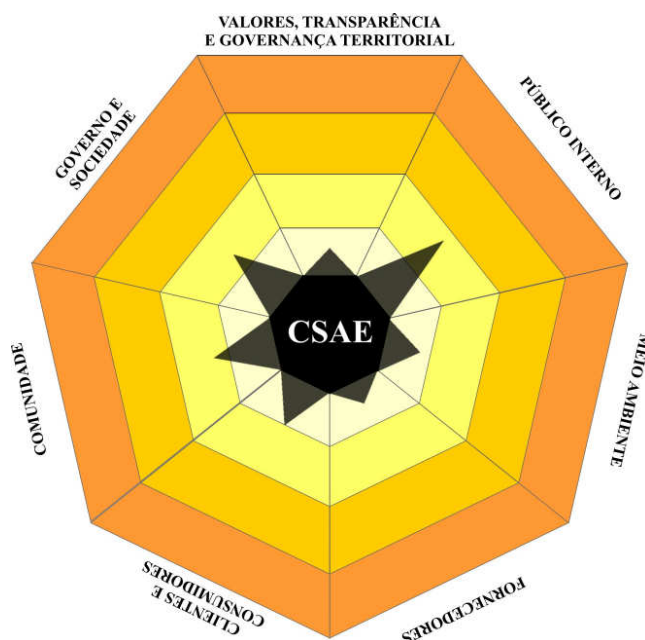 VALORES, TRANSPARÊNCIA
E GOVERNANÇA TERRITORIAL
PÚBLICO INTERNO
GOVERNO E
SOCIEDADE
CSAE
COMUNIDADE
MEIO AMBIENTE
CLIENTES E
CONSUMIDORES
FORNECEDORES